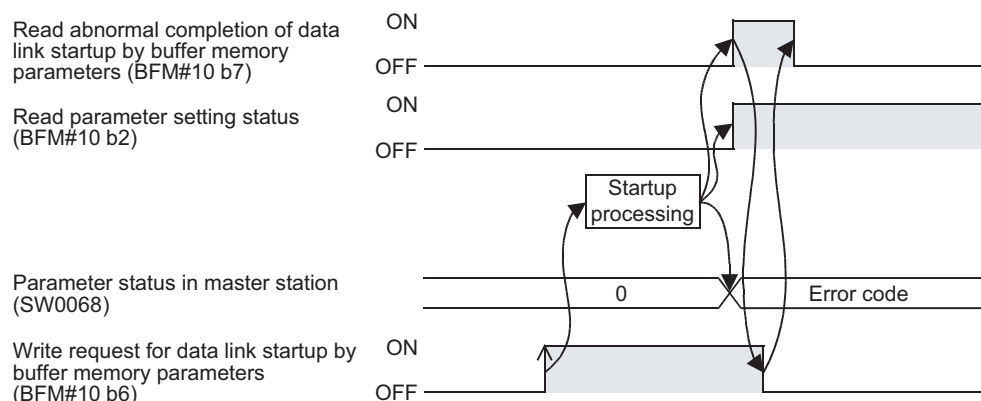 Read abnormal completion of data
link startup by buffer memory
parameters (BFM#10 b7)
ON
OFF
Read parameter setting status
(BFM#10 b2)
ON
OFF
Startup
processing
Parameter status in master station
(SW0068)
0
Error code
Write request for data link startup by
buffer memory parameters
(BFM#10 b6)
ON
OFF